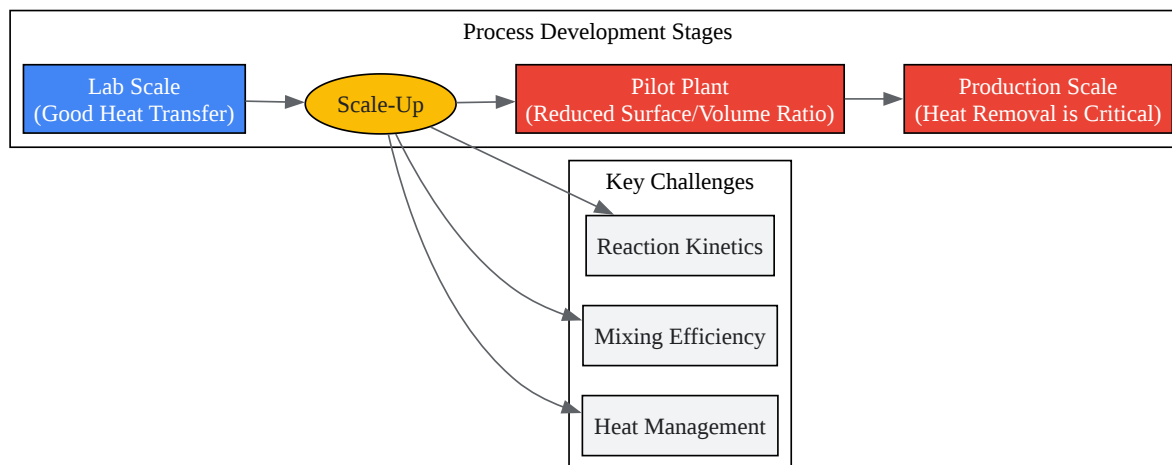 Process Development Stages
Lab Scale
(Good Heat Transfer)
Scale-Up
Pilot Plant
(Reduced Surface/Volume Ratio)
Production Scale
(Heat Removal is Critical)
Key Challenges
Reaction Kinetics
Mixing Efficiency
Heat Management